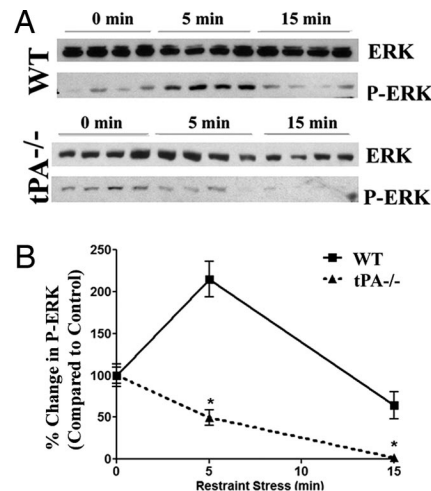 A
0 min 5 min 15 min
WT
ERK
P-ERK
0 min 5 min 15 min
tPA-/-
ERK
P-ERK
B
% Change in P-ERK
(Compared to Control)
250
200
150
100
50
0
WT
tPA-/-
*
*
0 5 10 15
Restraint Stress (min)